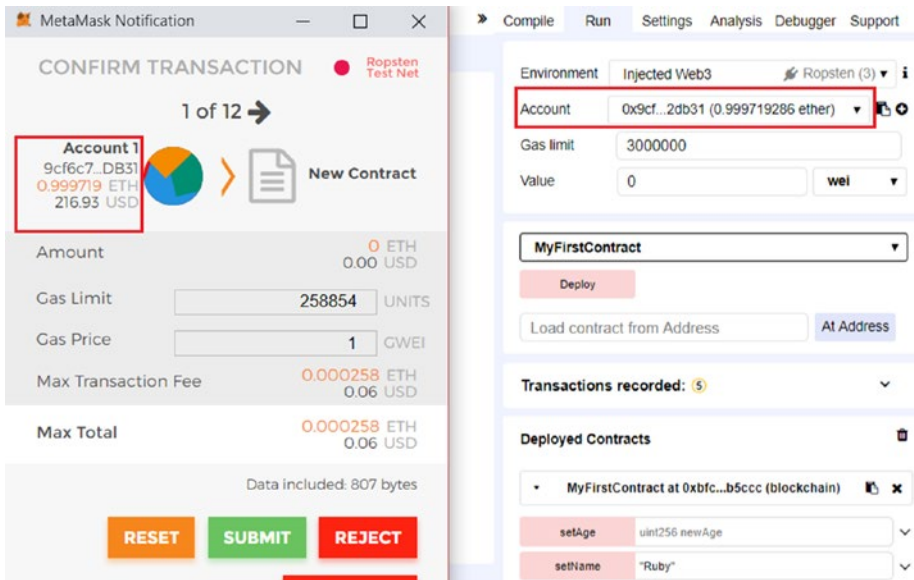 MetaMask Notification
CONFIRM TRANSACTION
Ropsten
Test Net
1 of 12
Account 1
9cf6c7...DB31
0.999719 ETH
216.93 USD
New Contract
Amount
0 ETH
0.00 USD
Gas Limit
258854 UNITS
Gas Price
1 GWEI
Max Transaction Fee
0.000258 ETH
0.06 USD
Max Total
0.000258 ETH
0.06 USD
Data included: 807 bytes
RESET SUBMIT REJECT
Compile Run Settings Analysis Debugger Support
Environment Injected Web3 Ropsten (3) i
Account 0x9cf...2db31 (0.999719286 ether)
Gas limit 3000000
Value 0 wei
MyFirstContract
Deploy
Load contract from Address At Address
Transactions recorded: 5
Deployed Contracts
MyFirstContract at 0xbfc...b5ccc (blockchain)
setAge uint256 newAge
setName "Ruby"